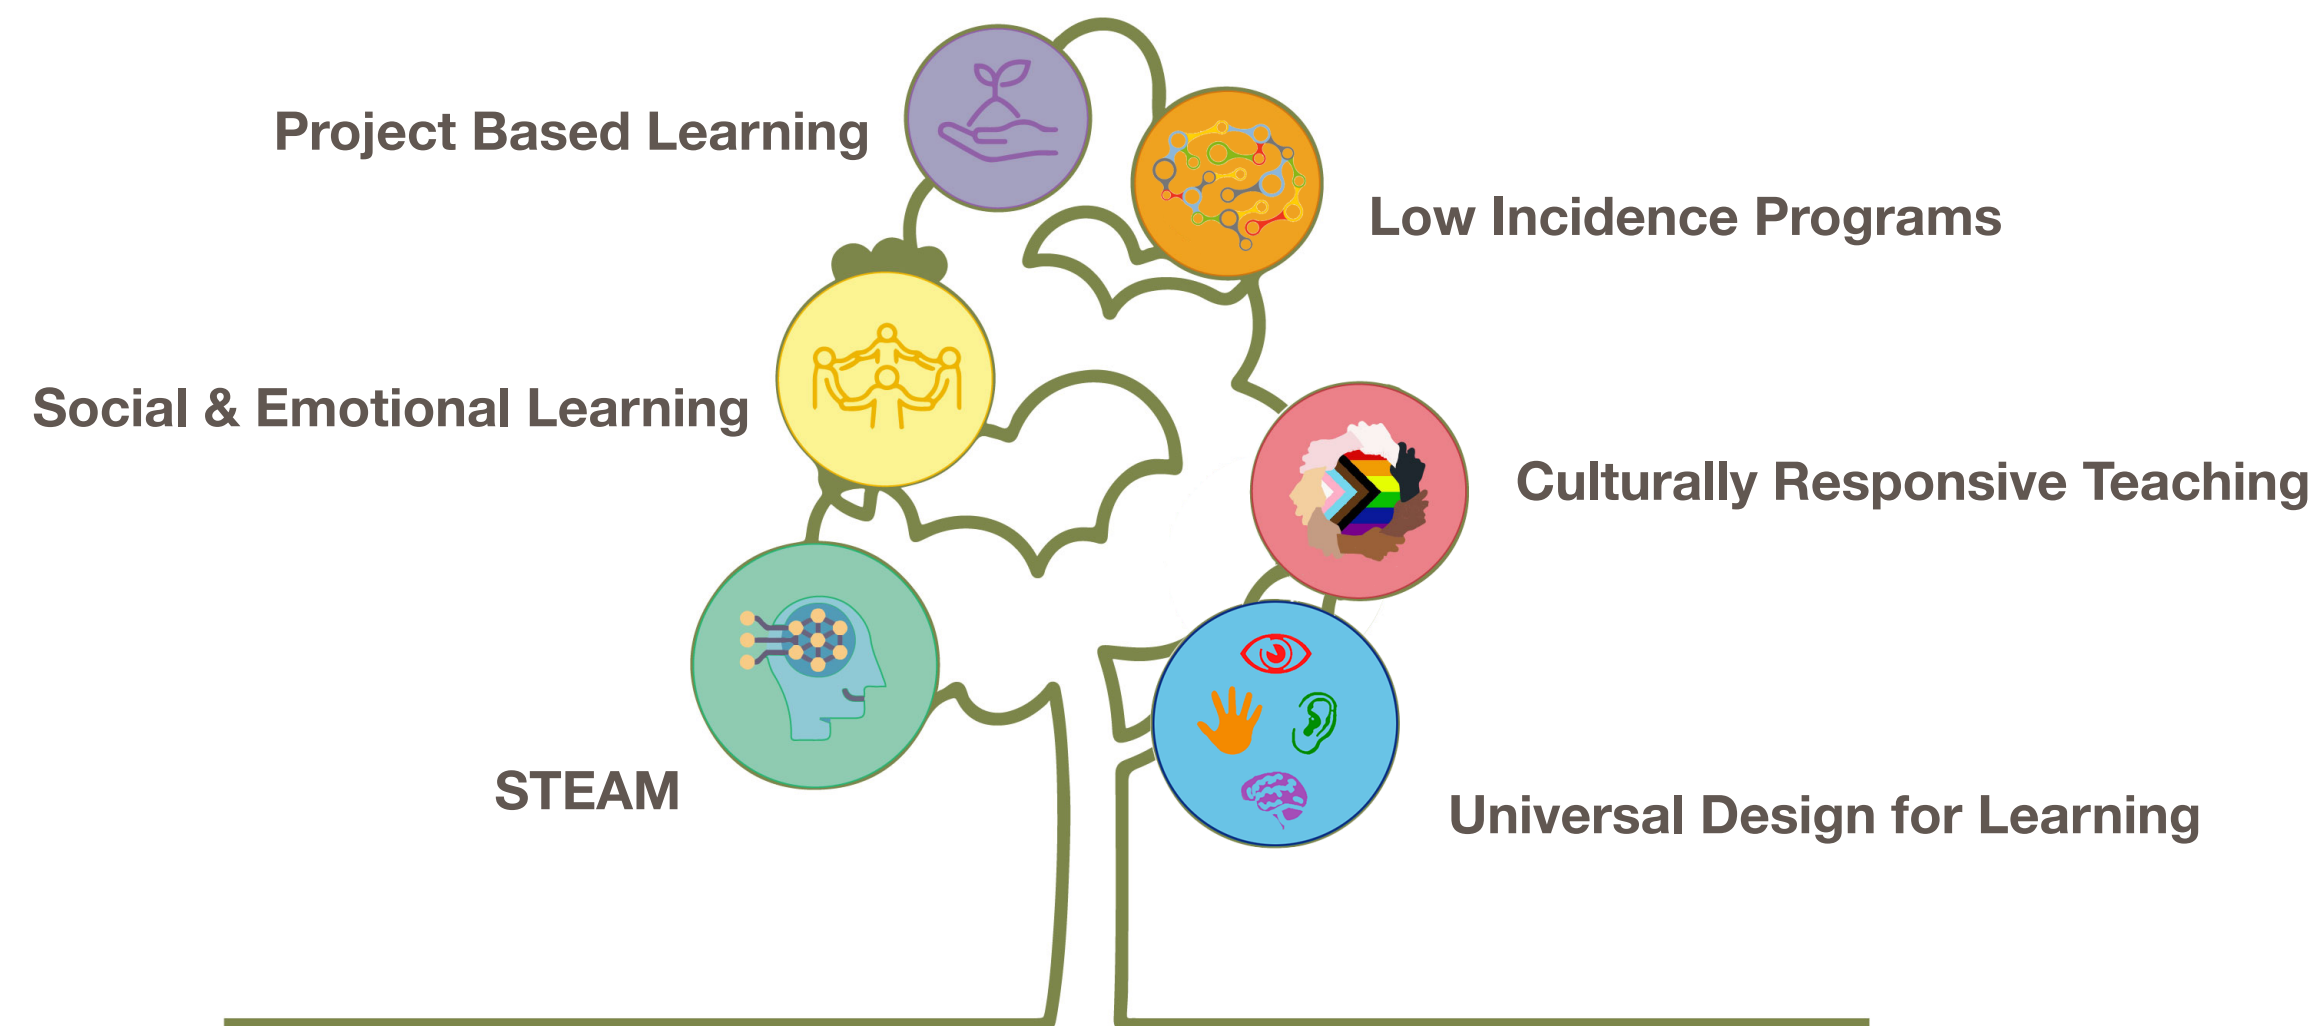 Project Based Learning
Low Incidence Programs
Social & Emotional Learning
Culturally Responsive Teaching
STEAM
Universal Design for Learning